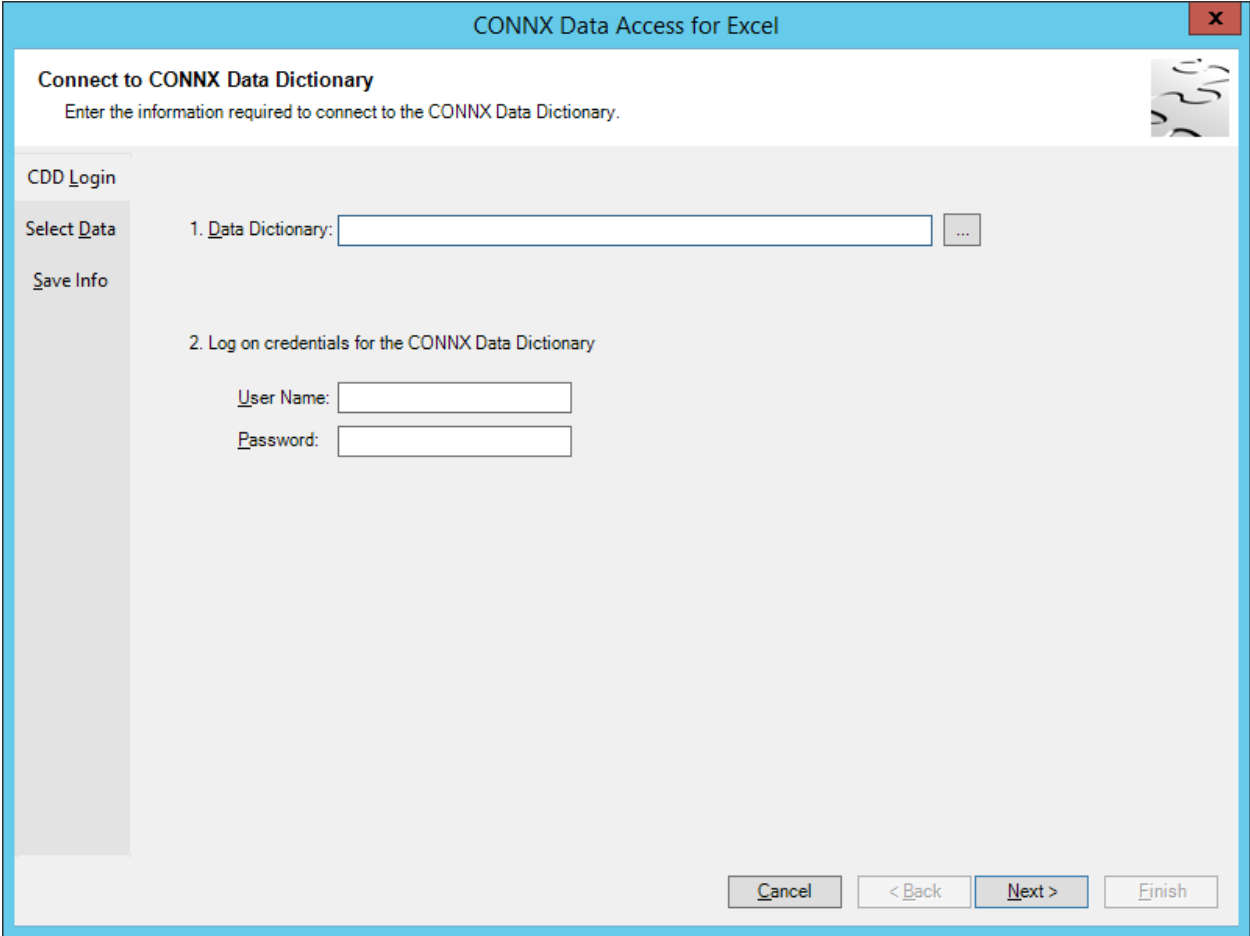 CONNX Data Access for Excel
x
Connect to CONNX Data Dictionary
Enter the information required to connect to the CONNX Data Dictionary.
CDD Login
Select Data
1. Data Dictionary:
...
Save Info
2. Log on credentials for the CONNX Data Dictionary
User Name:
Password:
Cancel
< Back
Next >
Finish